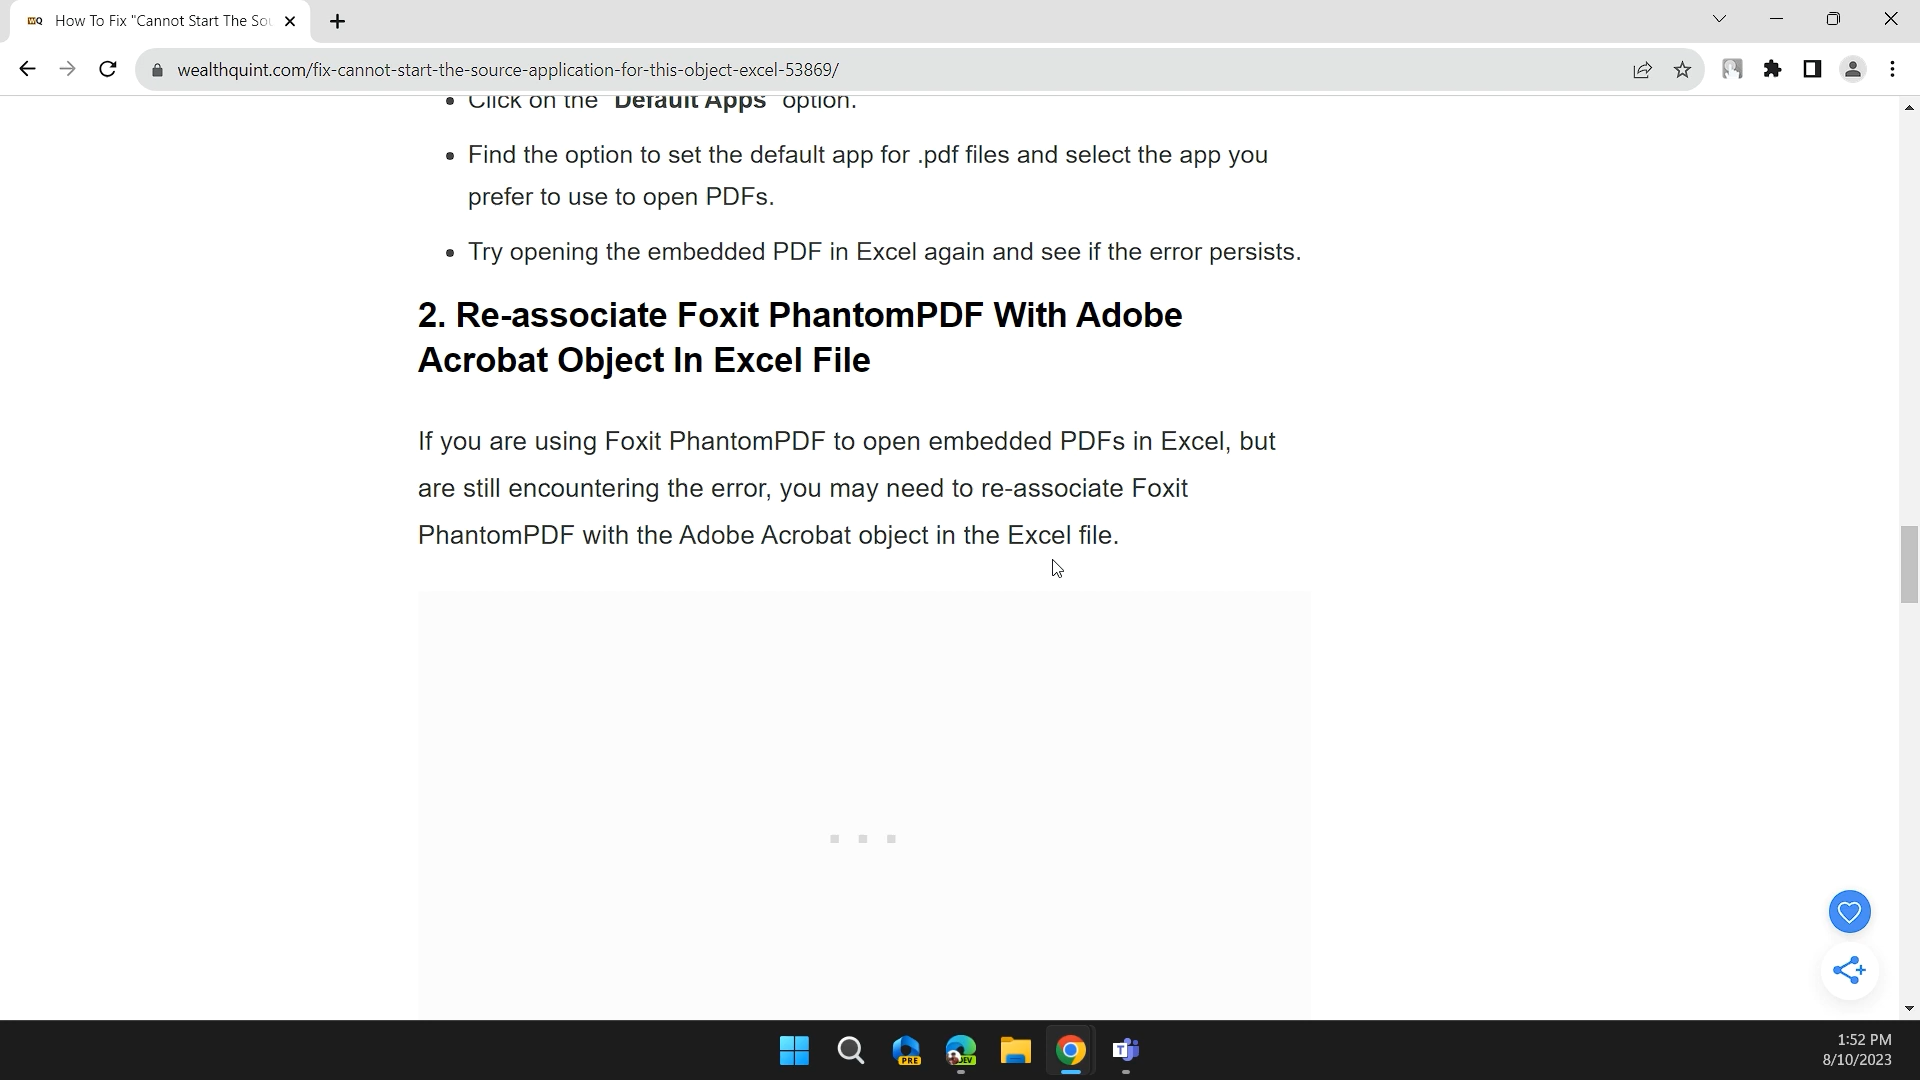 How To Fix "Cannot Start The Sou
wealthquint.com/fix-cannot-start-the-source-application-for-this-object-excel-53869/
Click on the "Default Apps" option.
Find the option to set the default app for .pdf files and select the app you
prefer to use to open PDFs.
Try opening the embedded PDF in Excel again and see if the error persists.
2. Re-associate Foxit PhantomPDF With Adobe
Acrobat Object In Excel File
If you are using Foxit PhantomPDF to open embedded PDFs in Excel, but
are still encountering the error, you may need to re-associate Foxit
PhantomPDF with the Adobe Acrobat object in the Excel file.
PRE
DEV
1:52 PM
8/10/2023